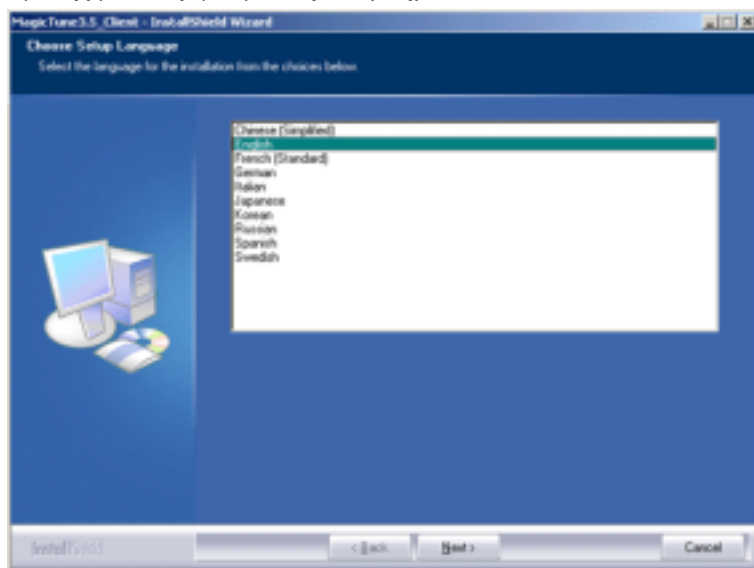 MagicTune3.5_Client - InstallShield Wizard
Choose Setup Language
Select the language for the installation from the choices below.
Chinese (Simplified)
English
French (Standard)
German
Italian
Japanese
Korean
Russian
Spanish
Swedish
InstallShield
< Back
Next >
Cancel